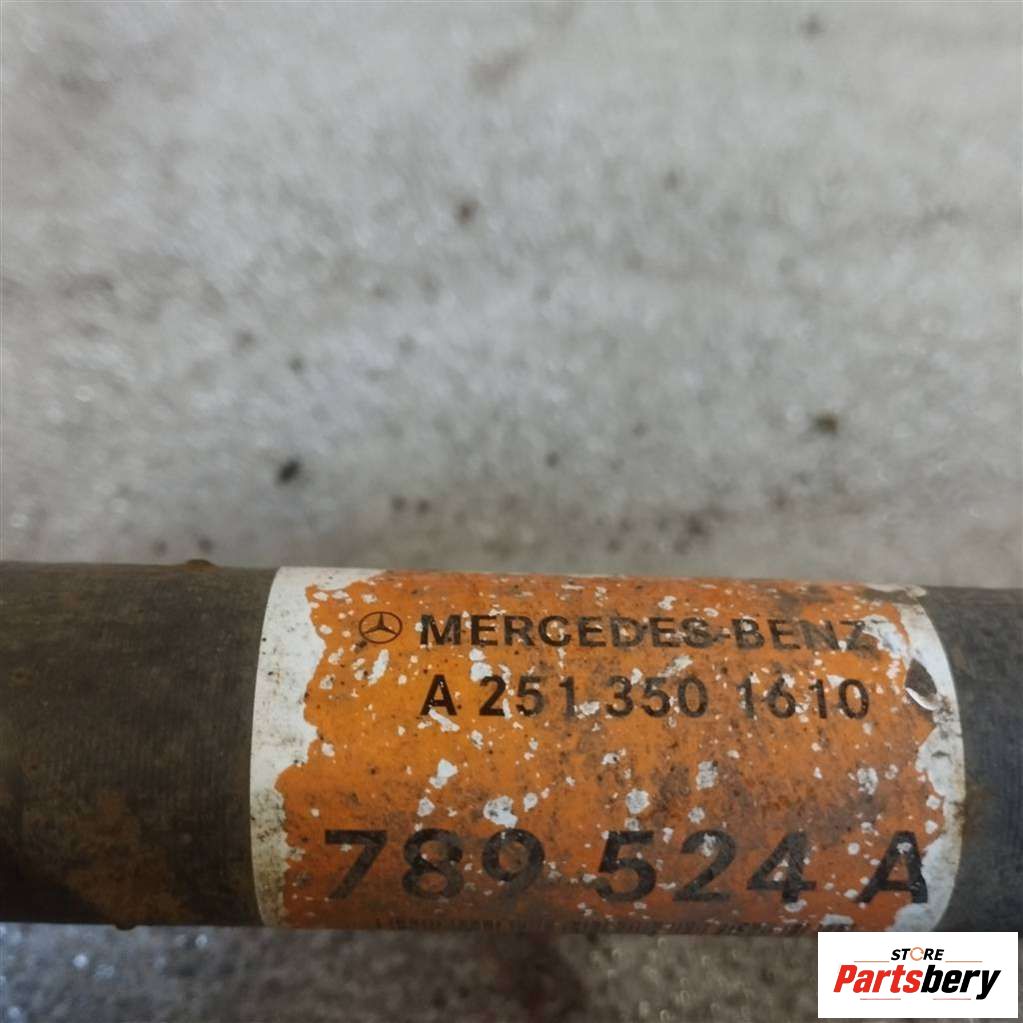 MERCEDES-BENZ
A 251 350 1610
789 524 A
STORE
Partsbery